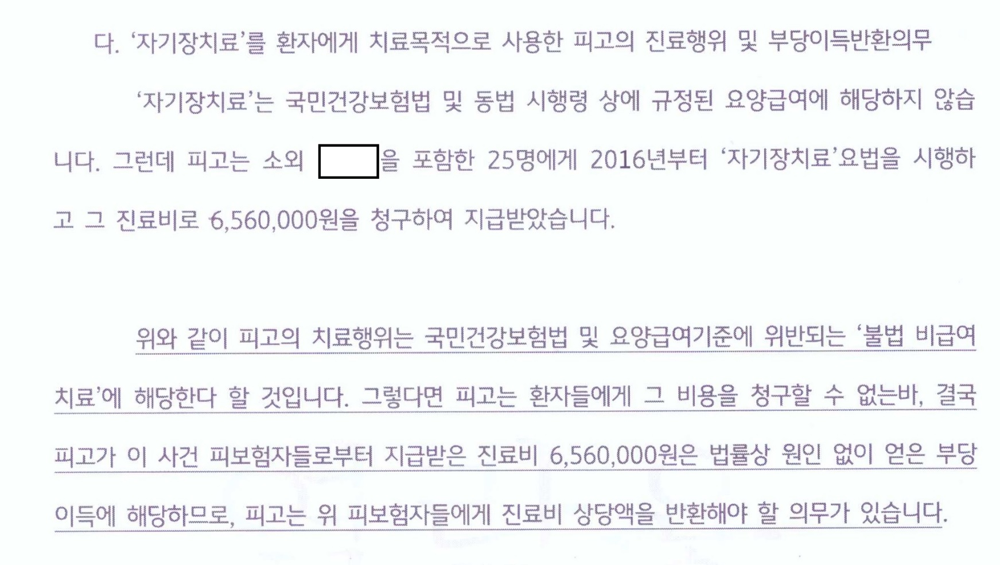 다. ‘자기장치료’를 환자에게 치료목적으로 사용한 피고의 진료행위 및 부당이득반환의무
‘자기장치료’는 국민건강보험법 및 동법 시행령 상에 규정된 요양급여에 해당하지 않습
니다. 그런데 피고는 소외 을 포함한 25명에게 2016년부터 ‘자기장치료’요법을 시행하
고 그 진료비로 6,560,000원을 청구하여 지급받았습니다.
위와 같이 피고의 치료행위는 국민건강보험법 및 요양급여기준에 위반되는 ‘불법 비급여
치료’에 해당한다 할 것입니다. 그렇다면 피고는 환자들에게 그 비용을 청구할 수 없는바, 결국
피고가 이 사건 피보험자들로부터 지급받은 진료비 6,560,000원은 법률상 원인 없이 얻은 부당
이득에 해당하므로, 피고는 위 피보험자들에게 진료비 상당액을 반환해야 할 의무가 있습니다.